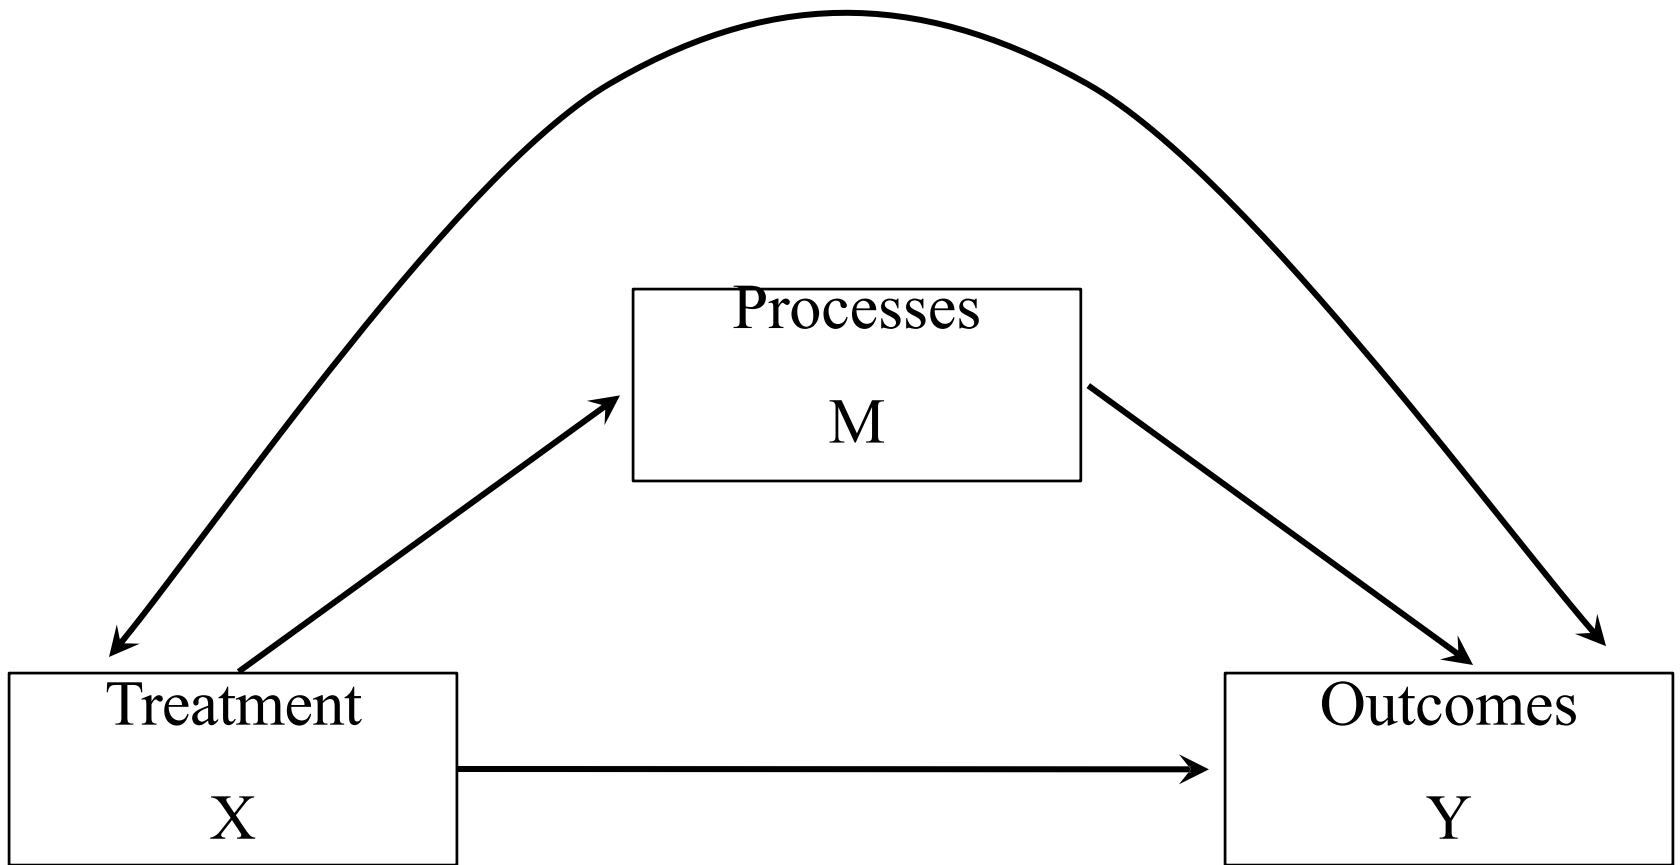 Processes
M
Treatment
X
Outcomes
Y